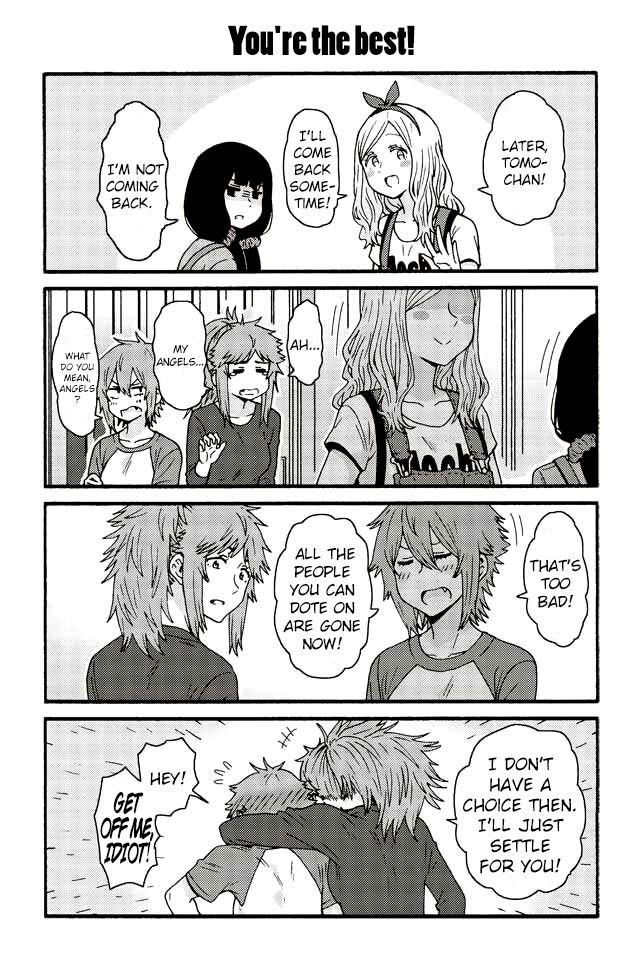 You're the best!
LATER,
TOMO-
CHAN!
I'LL
COME
BACK
SOME-
TIME!
I'M NOT
COMING
BACK.
AH...
MY
ANGELS...
WHAT
DO YOU
MEAN,
ANGELS
?
THAT'S
TOO
BAD!
ALL THE
PEOPLE
YOU CAN
DOTE ON
ARE GONE
NOW!
I DON'T
HAVE A
CHOICE THEN.
I'LL JUST
SETTLE
FOR YOU!
HEY!
GET
OFF ME,
IDIOT!